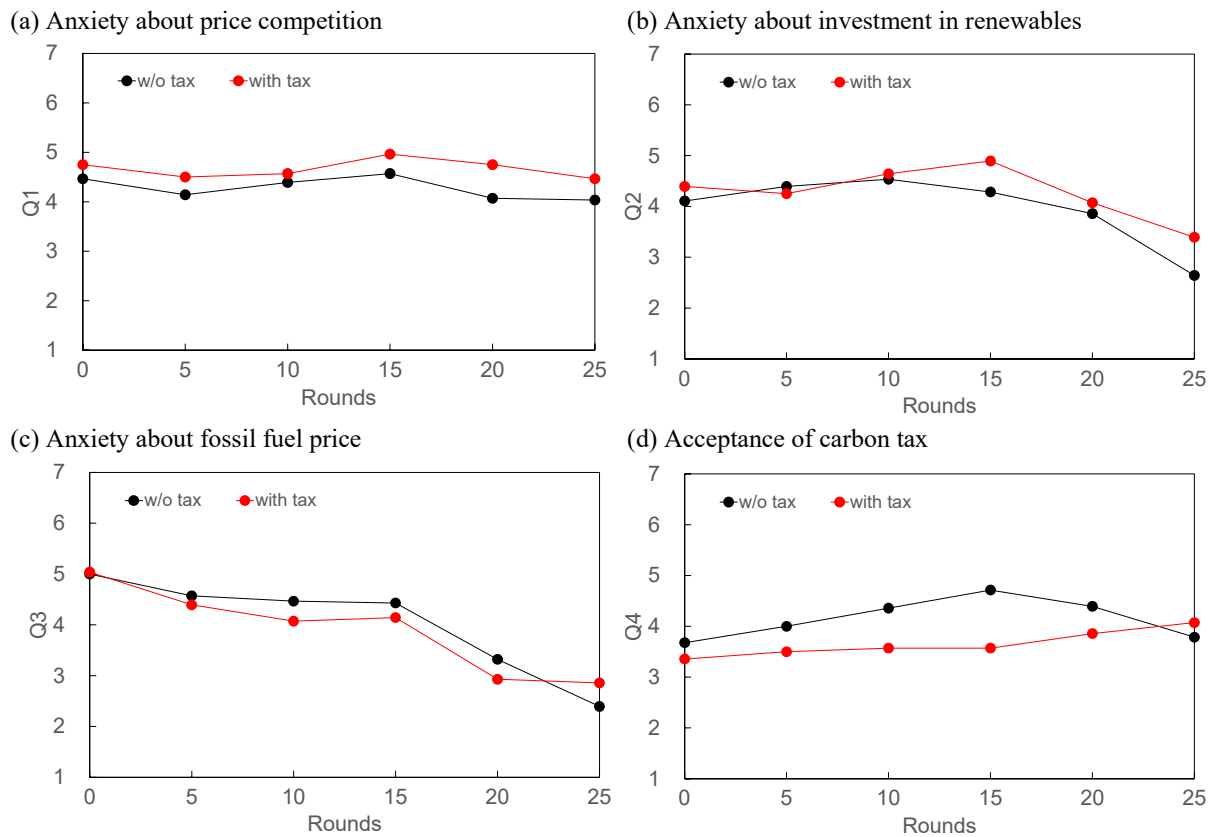 (a) Anxiety about price competition
7
6
5
4
3
2
1
Q1
w/o tax
with tax
0 5 10 15 20 25
Rounds
(b) Anxiety about investment in renewables
7
6
5
4
3
2
1
Q2
w/o tax
with tax
0 5 10 15 20 25
Rounds
(c) Anxiety about fossil fuel price
7
6
5
4
3
2
1
Q3
w/o tax
with tax
0 5 10 15 20 25
Rounds
(d) Acceptance of carbon tax
7
6
5
4
3
2
1
Q4
w/o tax
with tax
0 5 10 15 20 25
Rounds